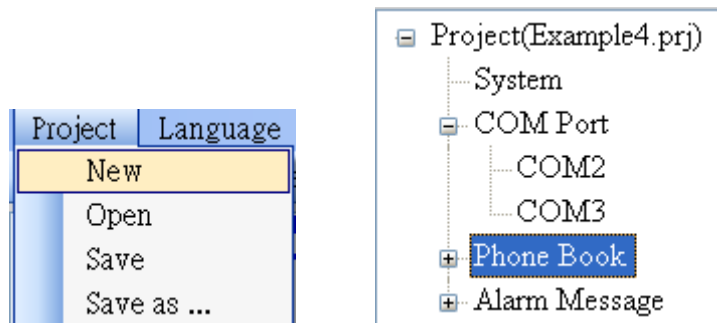 Project Language
New
Open
Save
Save as ...
Project(Example4.prj)
System
COM Port
COM2
COM3
Phone Book
Alarm Message